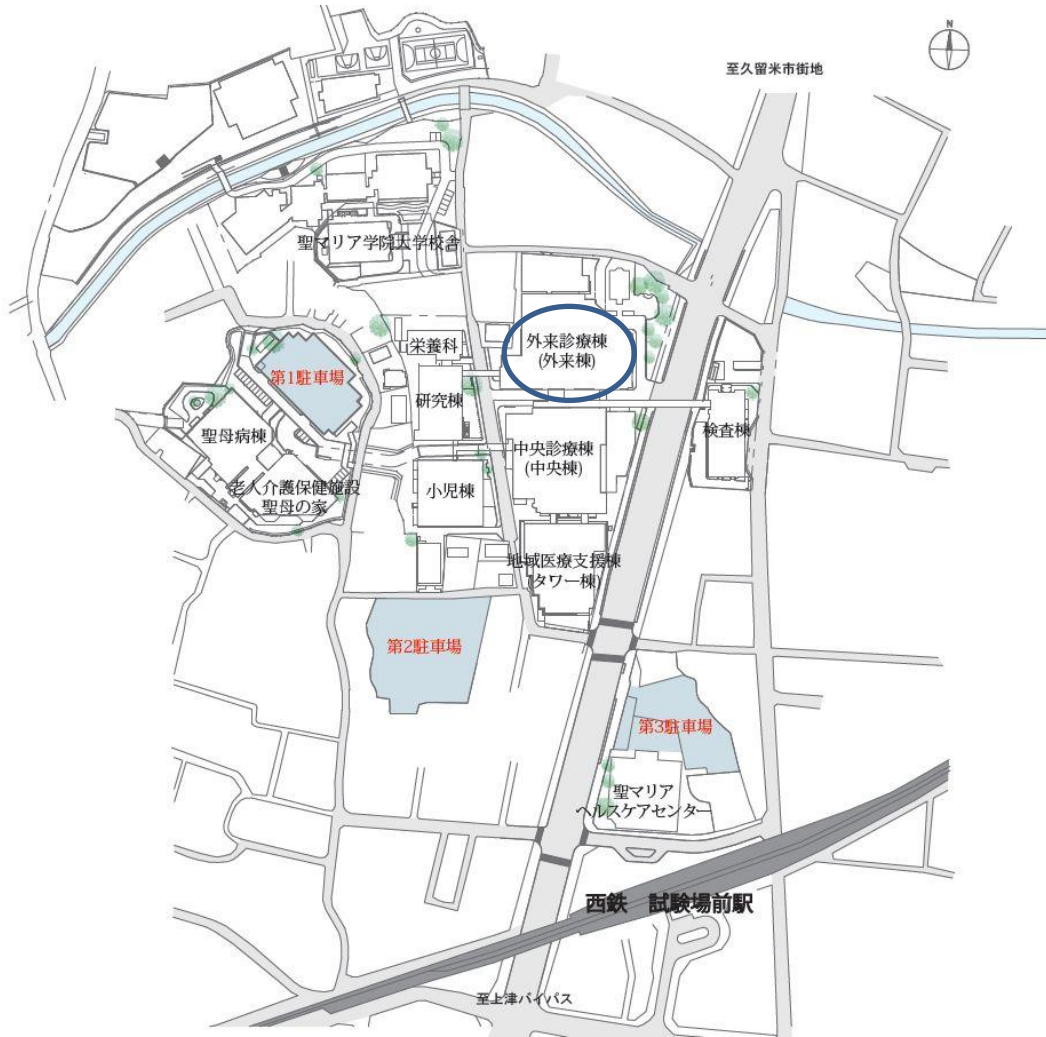 N
至久留米市街地
聖マリア学院大学校舎
外来診療棟
(外来棟)
栄養科
第1駐車場
研究棟
聖母病棟
中央診療棟
(中央棟)
検査棟
老人介護保健施設
聖母の家
小児棟
地域医療支援棟
(タワー棟)
第2駐車場
第3駐車場
聖マリア
ヘルスケアセンター
西鉄 試験場前駅
至上津バイパス